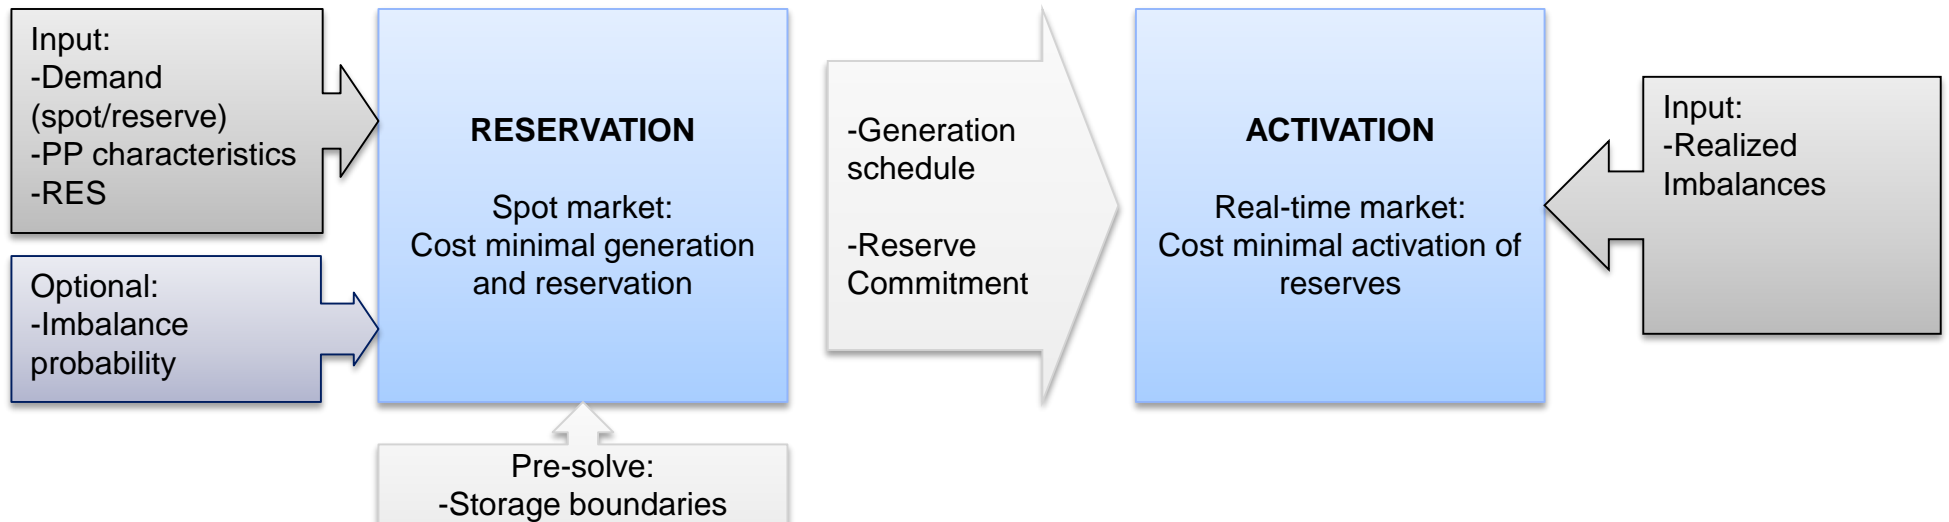 Input:
-Demand
(spot/reserve)
-PP characteristics
-RES
Optional:
-Imbalance
probability
RESERVATION
Spot market:
Cost minimal generation
and reservation
Pre-solve:
-Storage boundaries
-Generation
schedule
-Reserve
Commitment
ACTIVATION
Real-time market:
Cost minimal activation of
reserves
Input:
-Realized
Imbalances